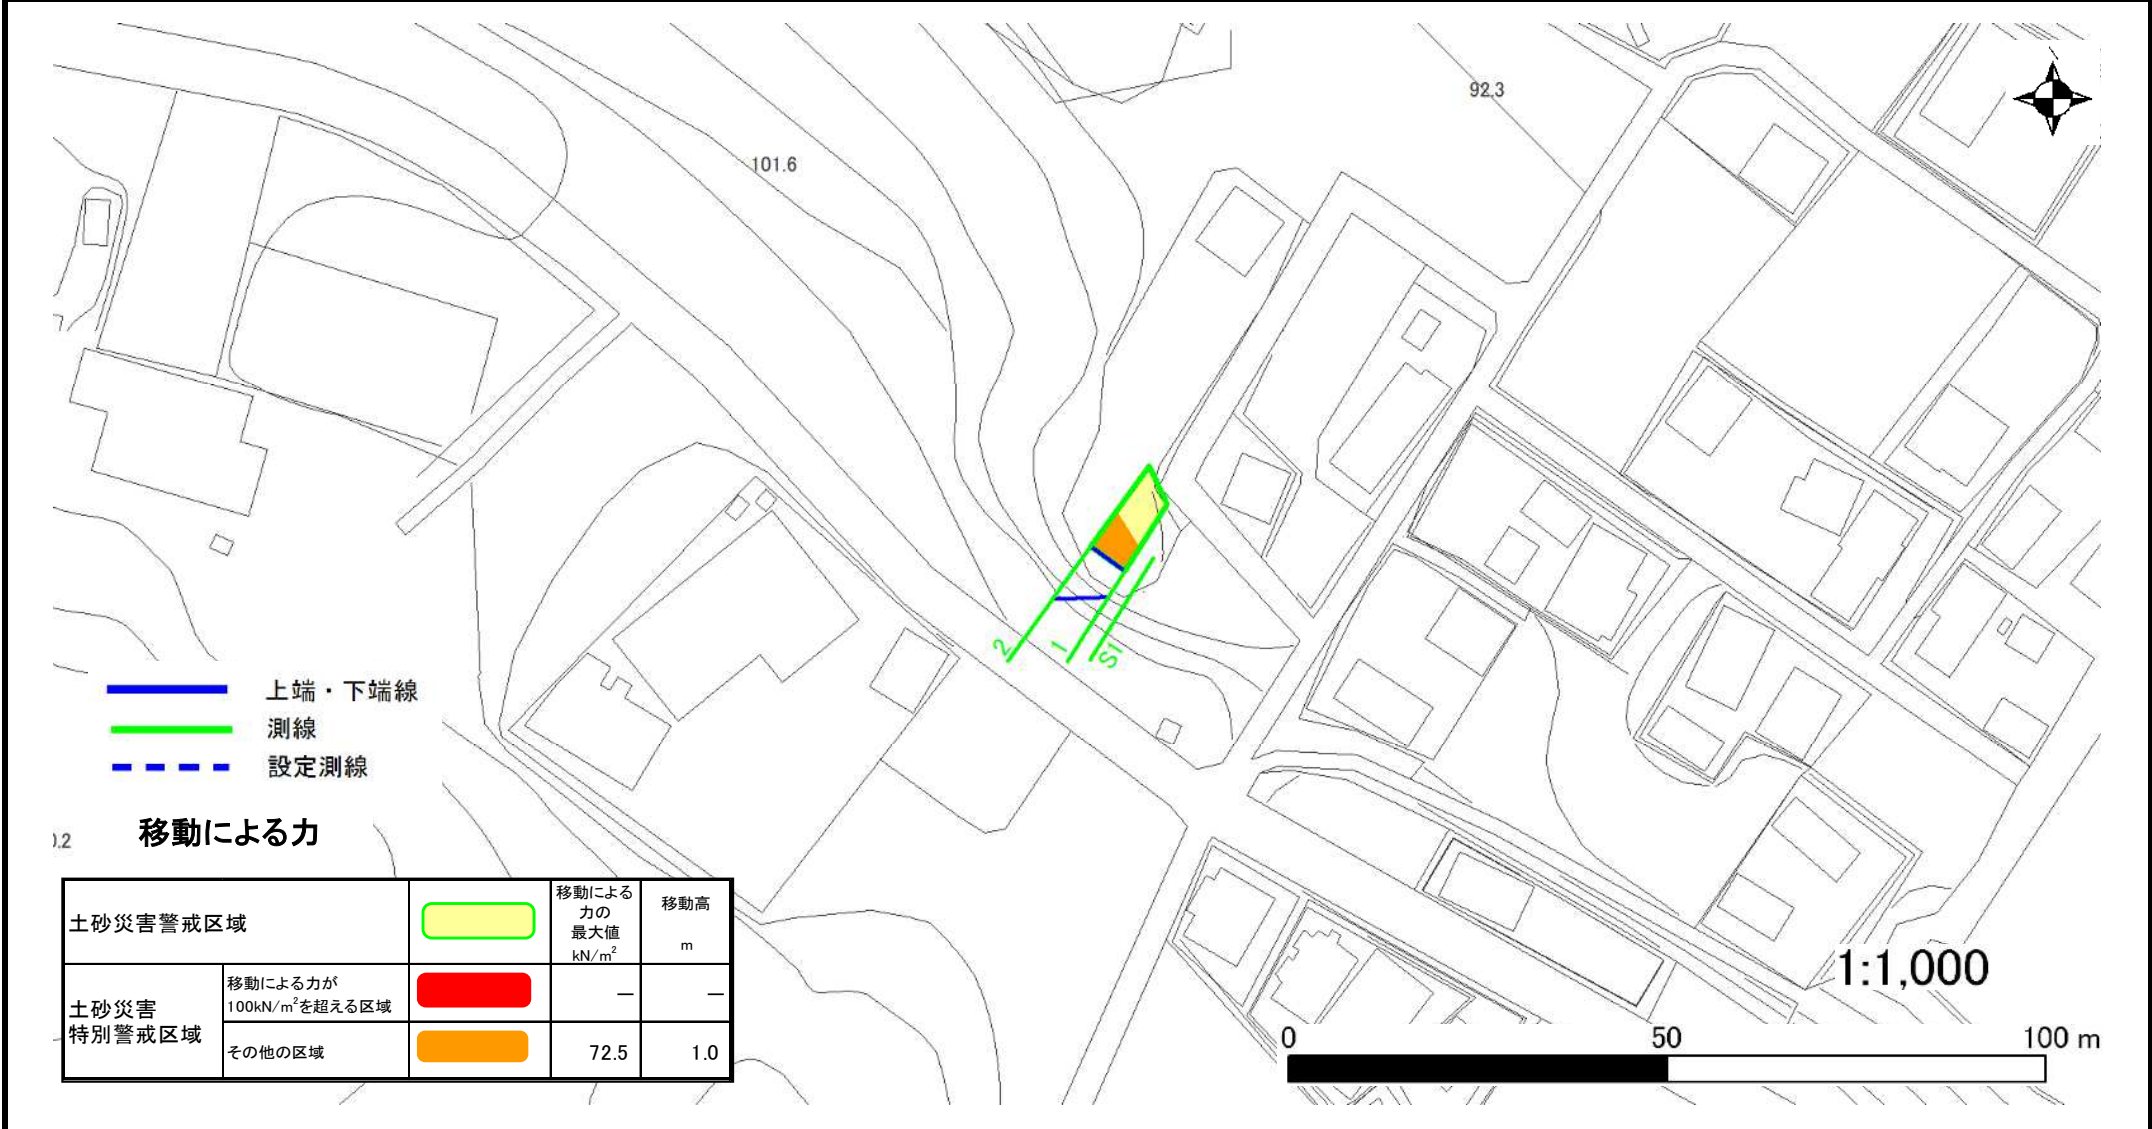 92.3
101.6
2
1
S1
上端・下端線
測線
設定測線
0.2
移動による力
土砂災害警戒区域
移動による
力の
最大値
kN/m²
移動高
m
土砂災害
特別警戒区域
移動による力が
100kN/m²を超える区域
—
—
その他の区域
72.5
1.0
1:1,000
0
50
100 m